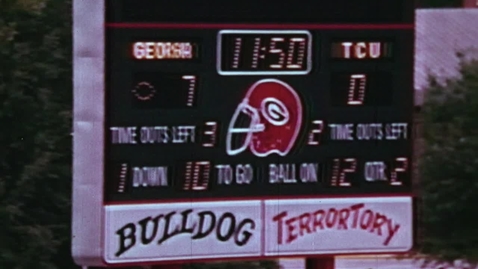 GEORGIA 11:50 TCU
7 0
TIME OUTS LEFT 3 2 TIME OUTS LEFT
1 DOWN 10 TO GO BALL ON 12 QTR 2
BULLDOG TERRORTORY